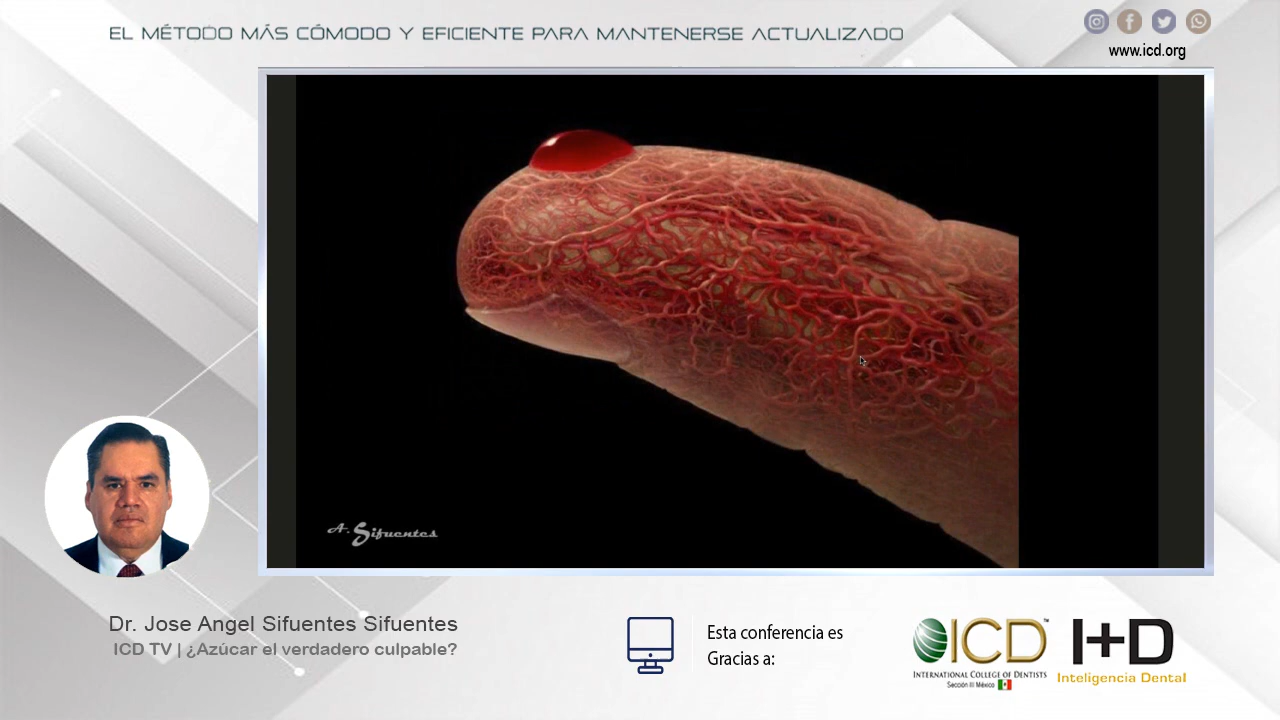 EL MÉTODO MÁS CÓMODO Y EFICIENTE PARA MANTENERSE ACTUALIZADO
www.icd.org
A. Sifuentes
Dr. Jose Angel Sifuentes Sifuentes
ICD TV | ¿Azúcar el verdadero culpable?
Esta conferencia es
Gracias a:
ICD™
INTERNATIONAL COLLEGE OF DENTISTS
Sección III México
I+D
Inteligencia Dental